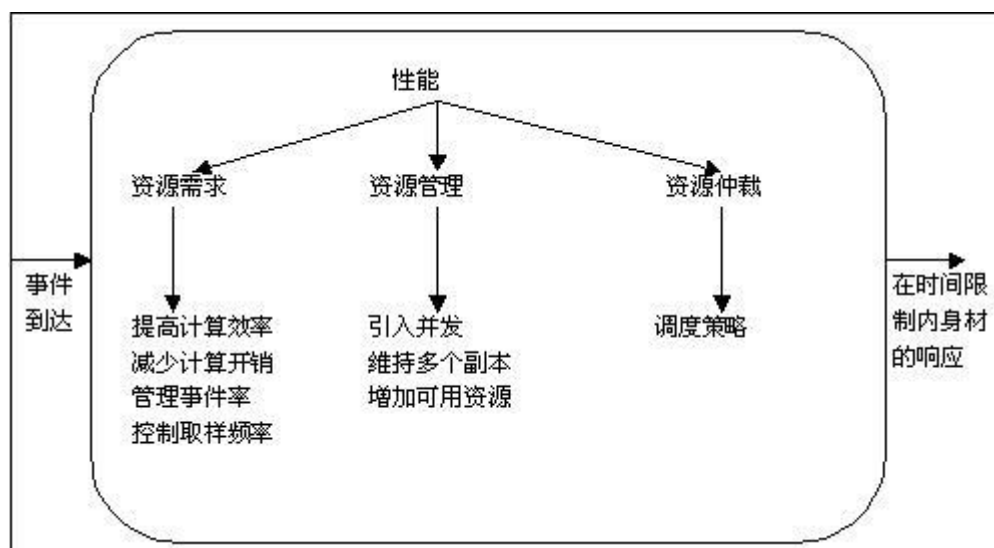 性能
资源需求
资源管理
资源仲裁
事件
到达
提高计算效率
减少计算开销
管理事件率
控制取样频率
引入并发
维持多个副本
增加可用资源
调度策略
在时间限
制内身材
的响应